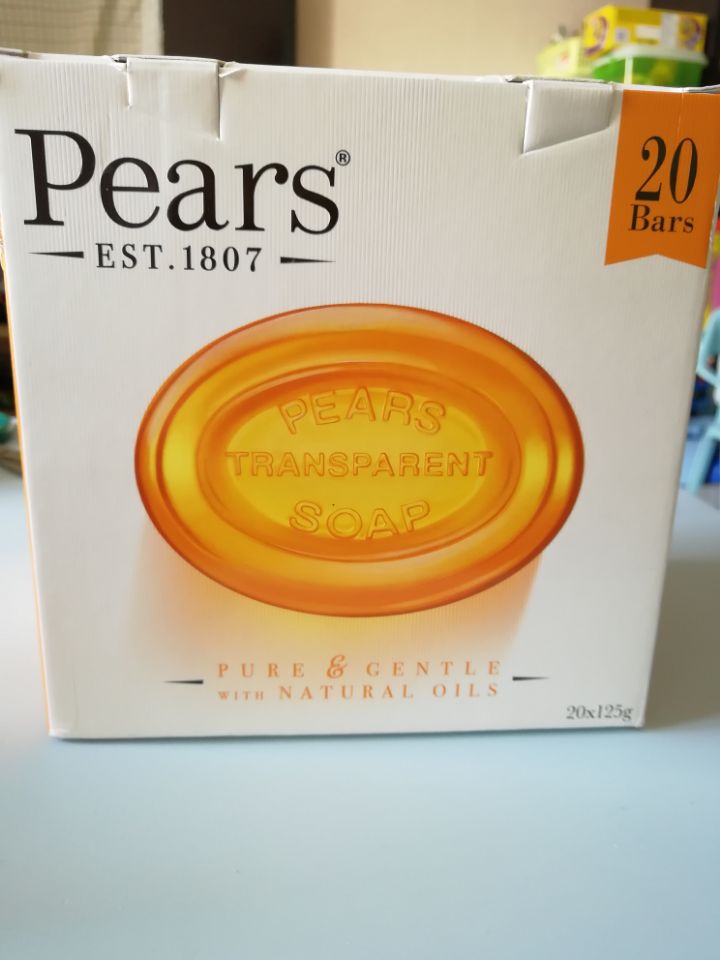 Pears®
EST.1807
20
Bars
PEARS
TRANSPARENT
SOAP
PURE & GENTLE
WITH NATURAL OILS
20x125g